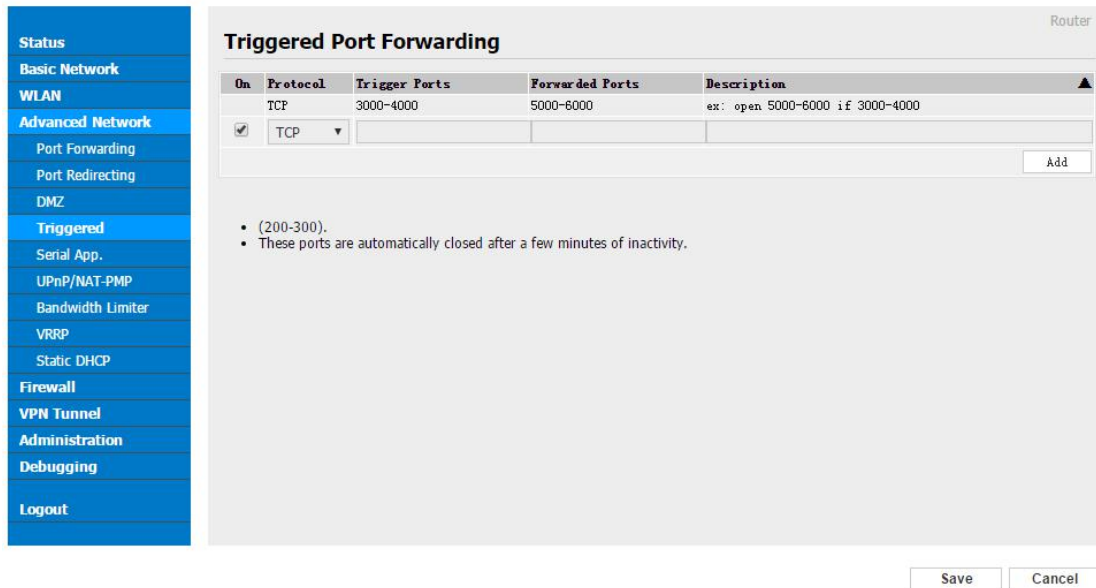 Router
Status
Basic Network
WLAN
Advanced Network
Port Forwarding
Port Redirecting
DMZ
Triggered
Serial App.
UPnP/NAT-PMP
Bandwidth Limiter
VRRP
Static DHCP
Firewall
VPN Tunnel
Administration
Debugging
Logout
Triggered Port Forwarding
On Protocol Trigger Ports Forwarded Ports Description
TCP 3000-4000 5000-6000 ex: open 5000-6000 if 3000-4000
TCP
Add
• (200-300).
• These ports are automatically closed after a few minutes of inactivity.
Save Cancel